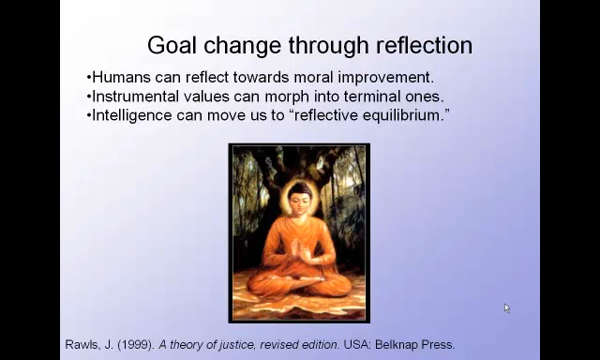 Goal change through reflection
•Humans can reflect towards moral improvement.
•Instrumental values can morph into terminal ones.
•Intelligence can move us to “reflective equilibrium.”
Rawls, J. (1999). A theory of justice, revised edition. USA: Belknap Press.